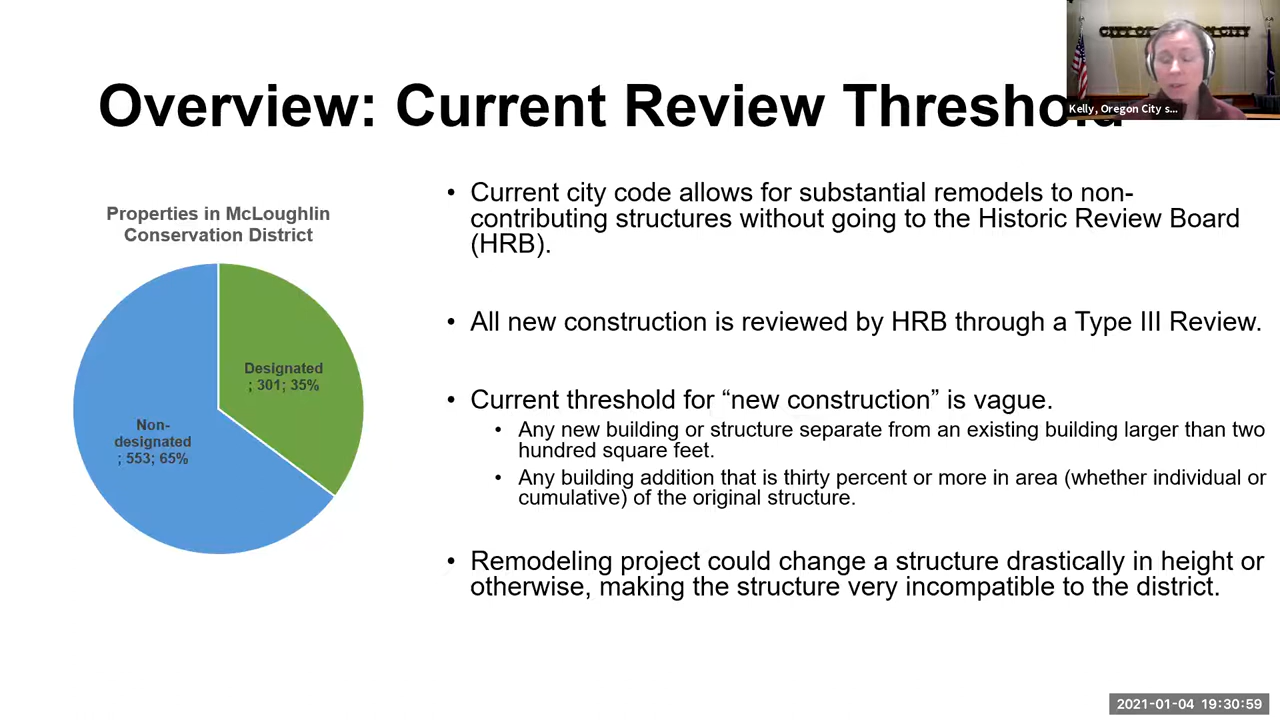 CITY OF OREGON CITY
Kelly, Oregon City s...
Overview: Current Review Threshold
Properties in McLoughlin
Conservation District
Designated
; 301; 35%
Non-
designated
; 553; 65%
• Current city code allows for substantial remodels to non-
contributing structures without going to the Historic Review Board
(HRB).
• All new construction is reviewed by HRB through a Type III Review.
• Current threshold for “new construction” is vague.
• Any new building or structure separate from an existing building larger than two
hundred square feet.
• Any building addition that is thirty percent or more in area (whether individual or
cumulative) of the original structure.
• Remodeling project could change a structure drastically in height or
otherwise, making the structure very incompatible to the district.
2021-01-04 19:30:59